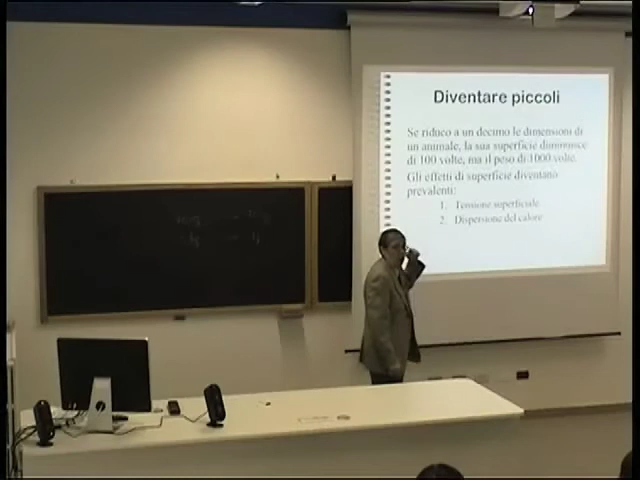 Diventare piccoli
Se riduco a un decimo le dimensioni di
un animale, la sua superficie diminuisce
di 100 volte, ma il peso di 1000 volte.
Gli effetti di superficie diventano
prevalenti:
1. Tensione superficiale
2. Dispersione del calore